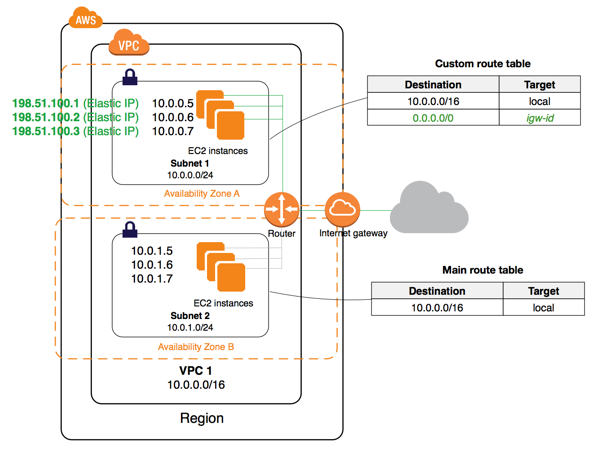 AWS
VPC
198.51.100.1 (Elastic IP) 10.0.0.5
198.51.100.2 (Elastic IP) 10.0.0.6
198.51.100.3 (Elastic IP) 10.0.0.7
EC2 instances
Subnet 1
10.0.0.0/24
Availability Zone A
Router
Internet gateway
10.0.1.5
10.0.1.6
10.0.1.7
EC2 instances
Subnet 2
10.0.1.0/24
Availability Zone B
VPC 1
10.0.0.0/16
Region
Custom route table
Destination Target
10.0.0.0/16 local
0.0.0.0/0 igw-id
Main route table
Destination Target
10.0.0.0/16 local